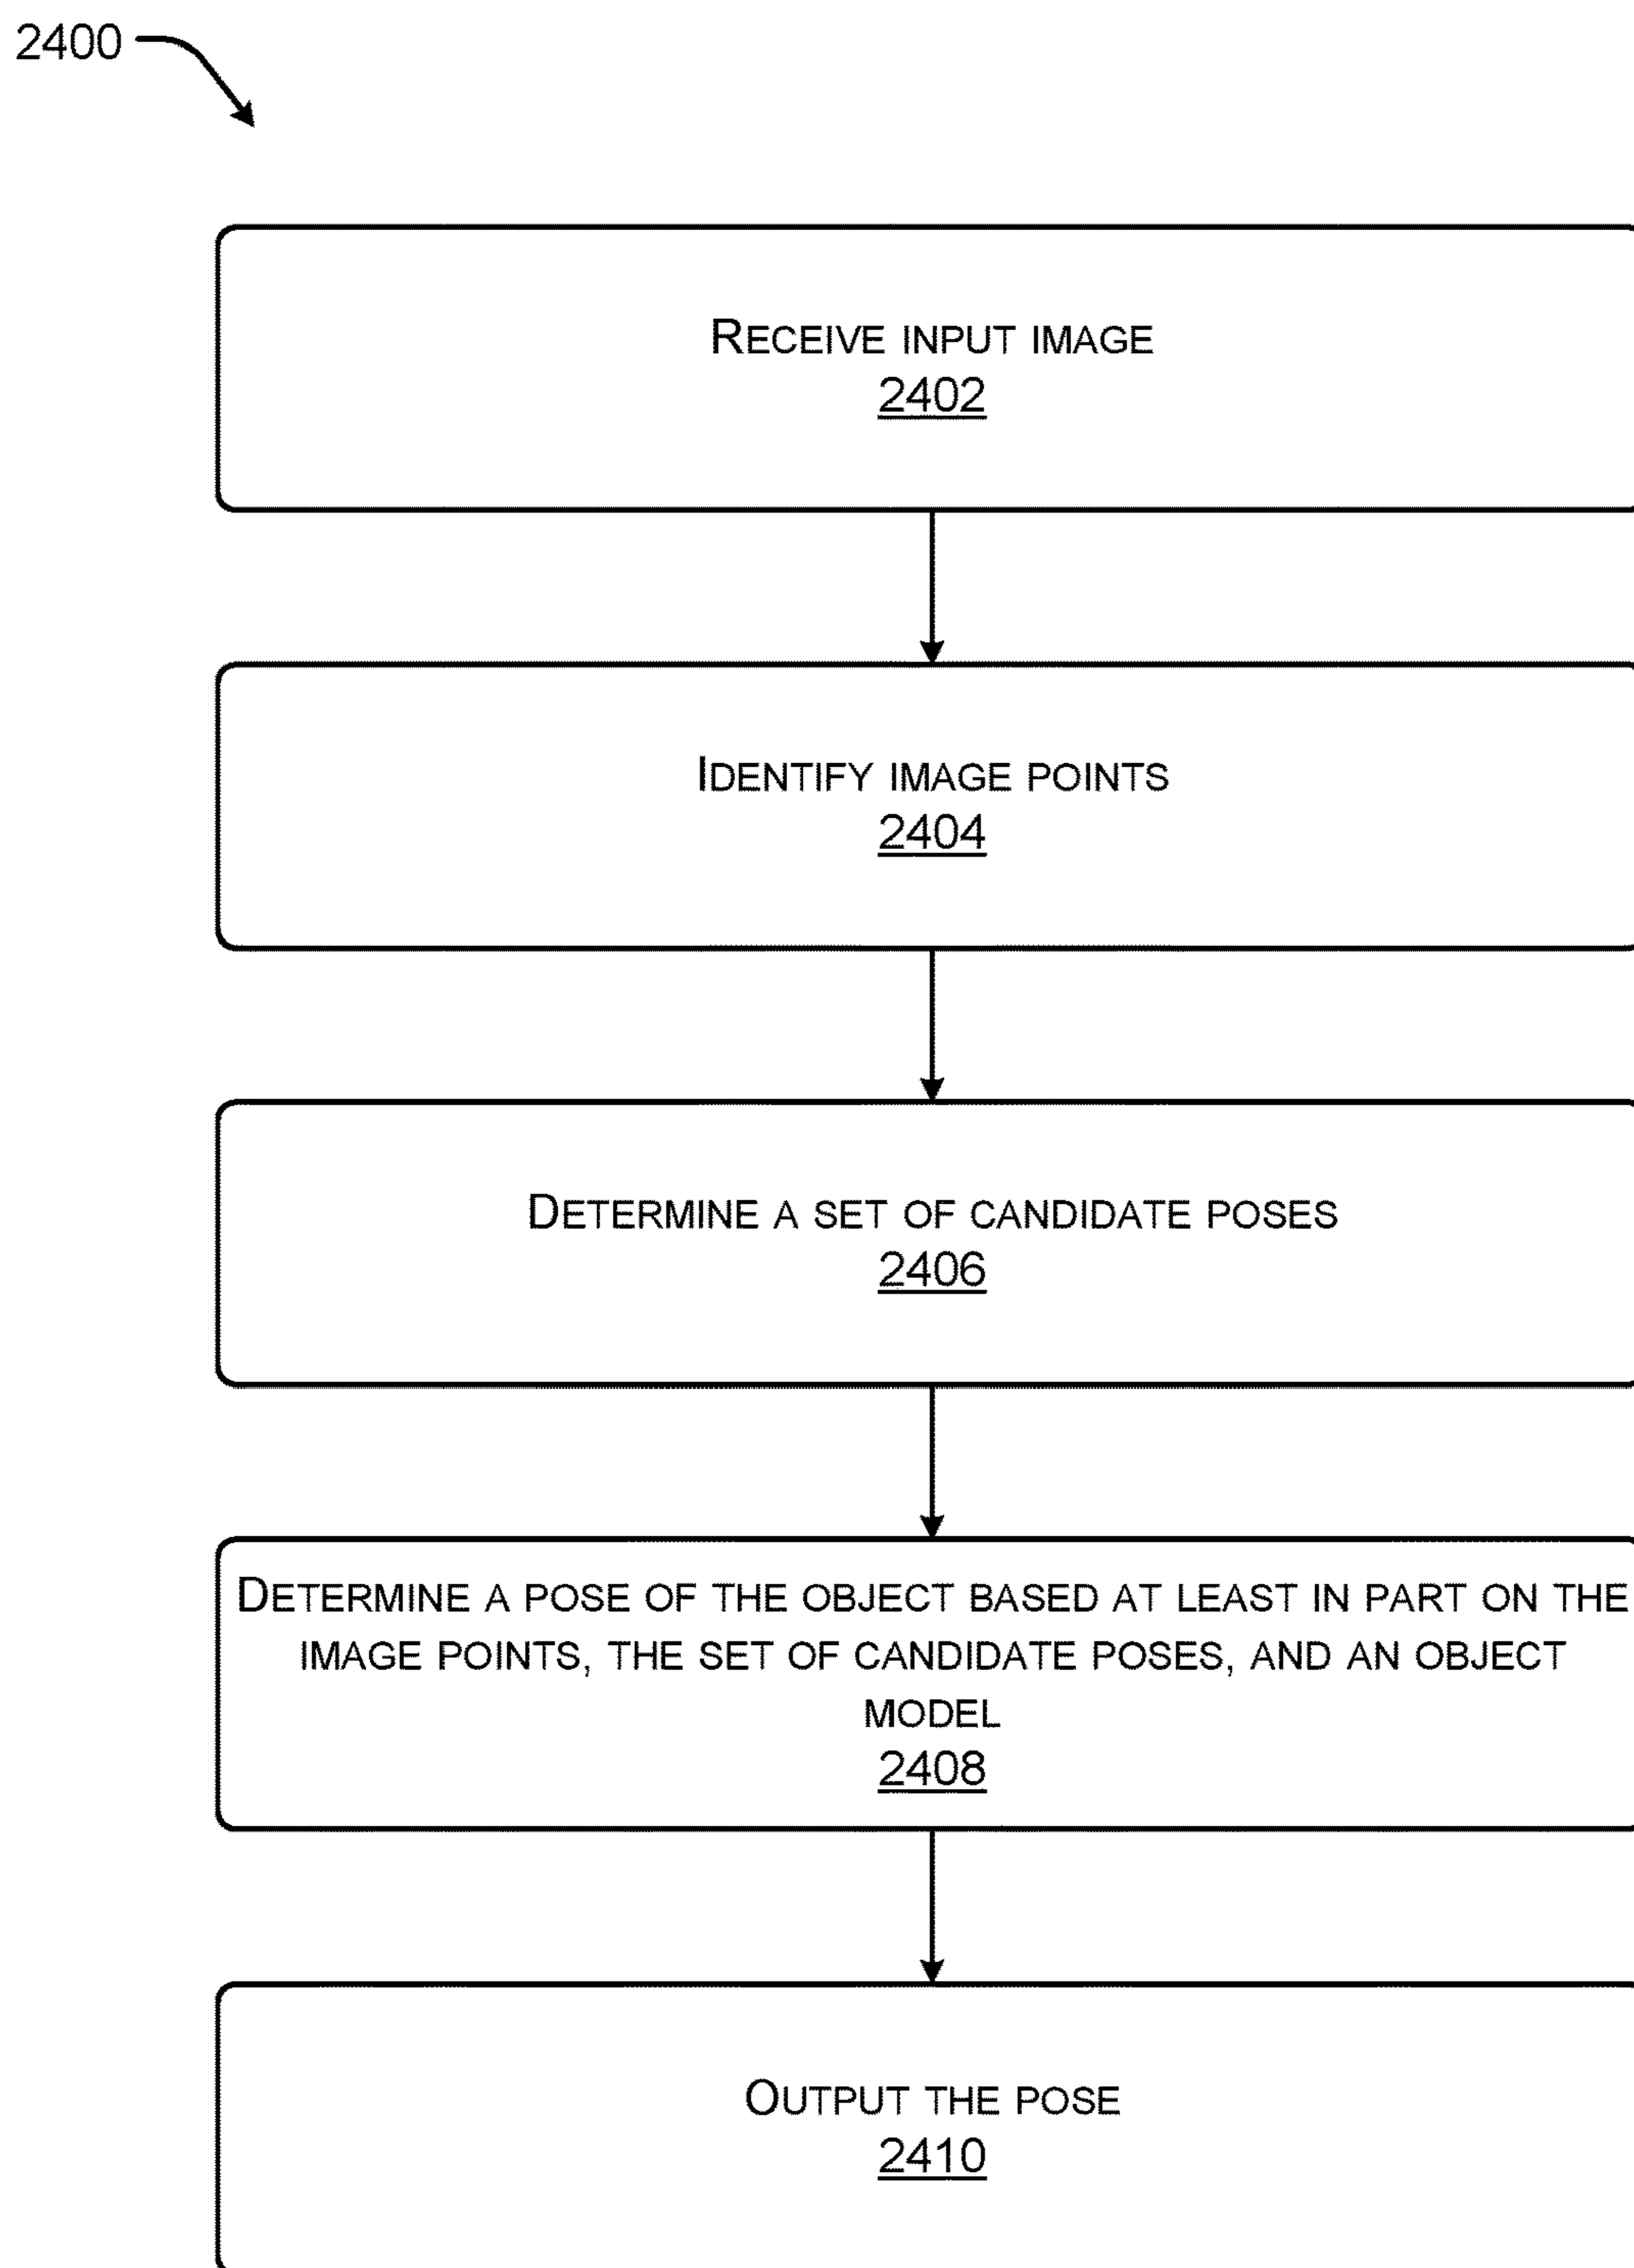 2400
RECEIVE INPUT IMAGE
2402
IDENTIFY IMAGE POINTS
2404
DETERMINE A SET OF CANDIDATE POSES
2406
DETERMINE A POSE OF THE OBJECT BASED AT LEAST IN PART ON THE
IMAGE POINTS, THE SET OF CANDIDATE POSES, AND AN OBJECT
MODEL
2408
OUTPUT THE POSE
2410